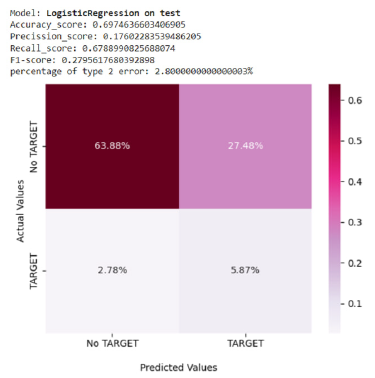 Model: LogisticRegression on test
Accuracy_score: 0.6974636603406905
Precission_score: 0.17602283539486205
Recall_score: 0.6788990825688074
F1-score: 0.2795617680392898
percentage of type 2 error: 2.8000000000000003%
63.88%
27.48%
2.78%
5.87%
No TARGET
TARGET
Actual Values
No TARGET
TARGET
Predicted Values
0.6
0.5
0.4
0.3
0.2
0.1